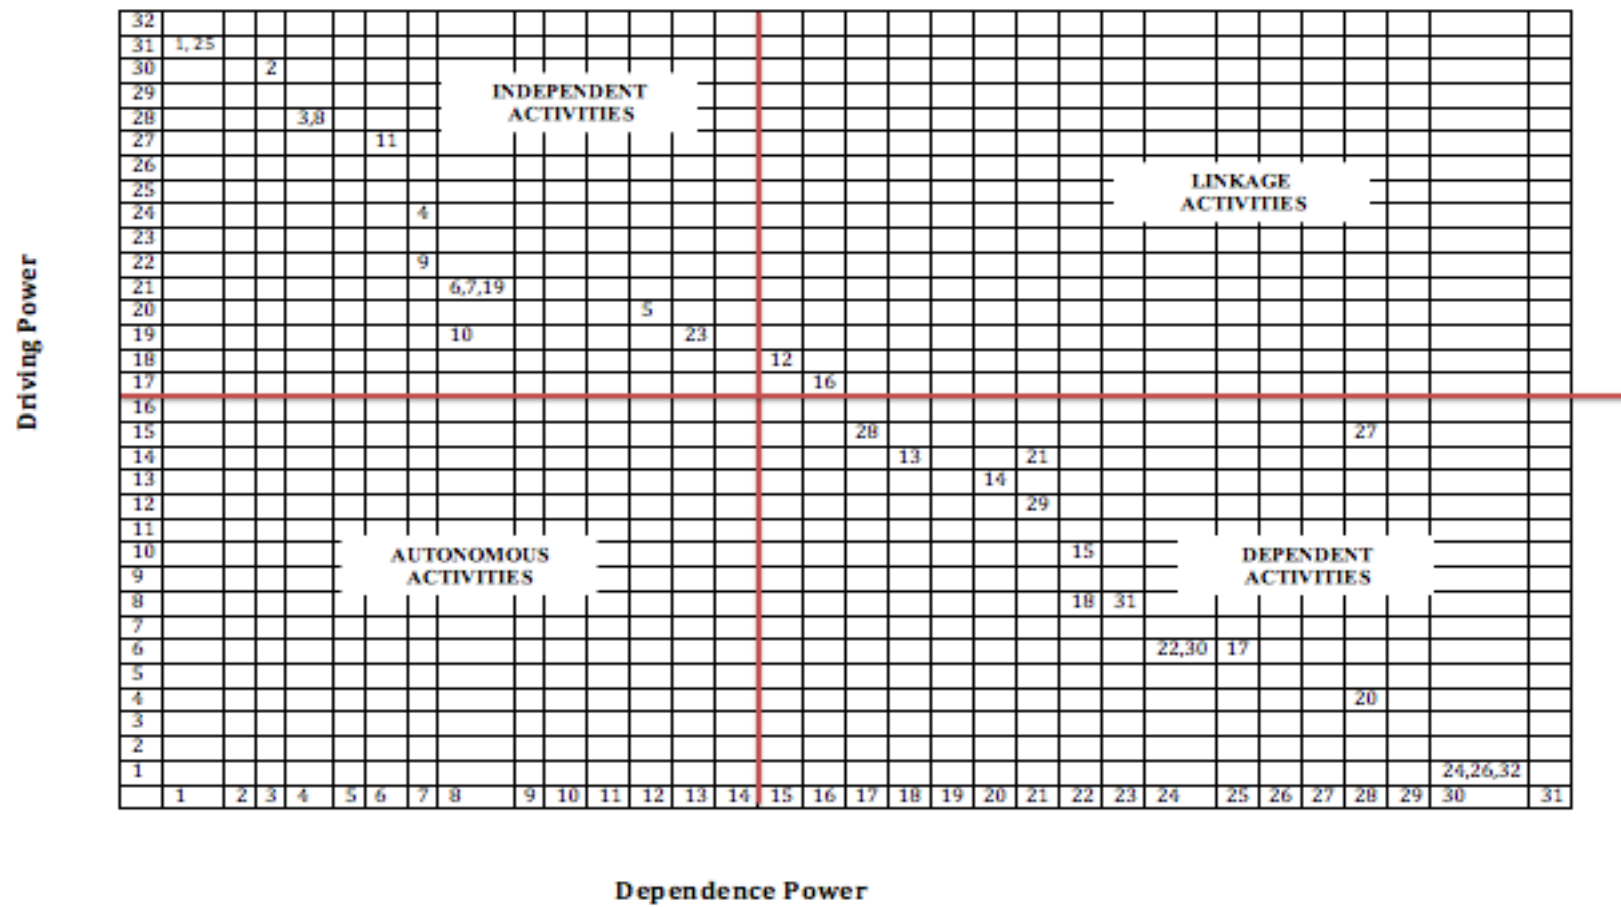 32
31 1, 25
30 2
29
28 3,8
27 11
INDEPENDENT
ACTIVITIES
26
25
24 4
LINKAGE
ACTIVITIES
23
22 9
21 6,7,19
20 5
19 10 23
18 12
17 16
16
15 28 27
14 13 21
13 14
12 29
11
10 15
9
AUTONOMOUS
ACTIVITIES
DEPENDENT
ACTIVITIES
8 18 31
7
6 22,30 17
5
4 20
3
2
1 24,26,32
1 2 3 4 5 6 7 8 9 10 11 12 13 14 15 16 17 18 19 20 21 22 23 24 25 26 27 28 29 30 31
Driving Power
Dependence Power